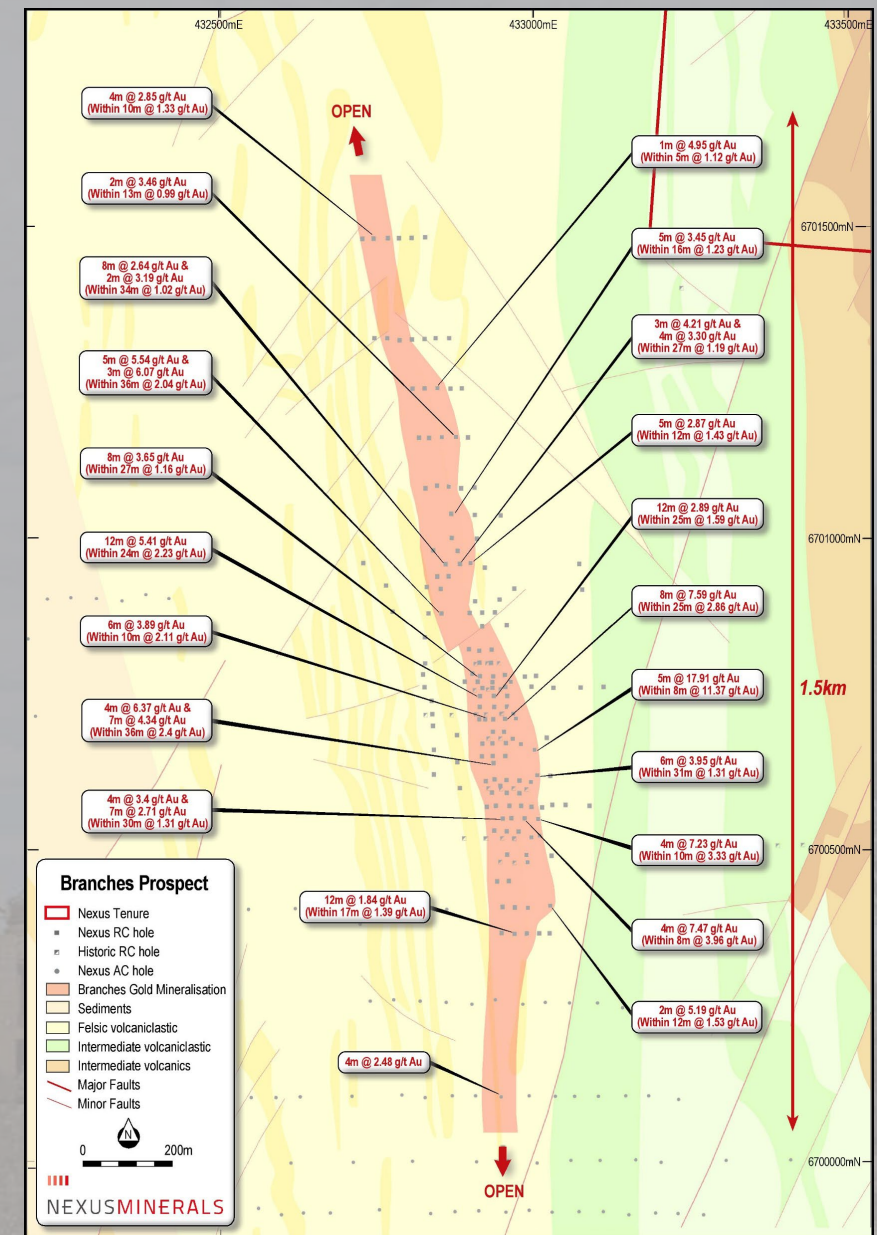 432500mE
433000mE
433500mE
4m @ 2.85 g/t Au
(Within 10m @ 1.33 g/t Au)
OPEN
1m @ 4.95 g/t Au
(Within 5m @ 1.12 g/t Au)
2m @ 3.46 g/t Au
(Within 13m @ 0.99 g/t Au)
6701500mN
5m @ 3.45 g/t Au
(Within 16m @ 1.23 g/t Au)
8m @ 2.64 g/t Au &
2m @ 3.19 g/t Au
(Within 34m @ 1.02 g/t Au)
3m @ 4.21 g/t Au &
4m @ 3.30 g/t Au
(Within 27m @ 1.19 g/t Au)
5m @ 5.54 g/t Au &
3m @ 6.07 g/t Au
(Within 36m @ 2.04 g/t Au)
5m @ 2.87 g/t Au
(Within 12m @ 1.43 g/t Au)
8m @ 3.65 g/t Au
(Within 27m @ 1.16 g/t Au)
12m @ 2.89 g/t Au
(Within 25m @ 1.59 g/t Au)
6701000mN
12m @ 5.41 g/t Au
(Within 24m @ 2.23 g/t Au)
8m @ 7.59 g/t Au
(Within 25m @ 2.86 g/t Au)
6m @ 3.89 g/t Au
(Within 10m @ 2.11 g/t Au)
5m @ 17.91 g/t Au
(Within 8m @ 11.37 g/t Au)
1.5km
4m @ 6.37 g/t Au &
7m @ 4.34 g/t Au
(Within 36m @ 2.4 g/t Au)
6m @ 3.95 g/t Au
(Within 31m @ 1.31 g/t Au)
4m @ 3.4 g/t Au &
7m @ 2.71 g/t Au
(Within 30m @ 1.31 g/t Au)
4m @ 7.23 g/t Au
(Within 10m @ 3.33 g/t Au)
6700500mN
12m @ 1.84 g/t Au
(Within 17m @ 1.39 g/t Au)
4m @ 7.47 g/t Au
(Within 8m @ 3.96 g/t Au)
2m @ 5.19 g/t Au
(Within 12m @ 1.53 g/t Au)
4m @ 2.48 g/t Au
6700000mN
OPEN
Branches Prospect
Nexus Tenure
Nexus RC hole
Historic RC hole
Nexus AC hole
Branches Gold Mineralisation
Sediments
Felsic volcaniclastic
Intermediate volcaniclastic
Intermediate volcanics
Major Faults
Minor Faults
N
0 200m
NEXUSMINERALS